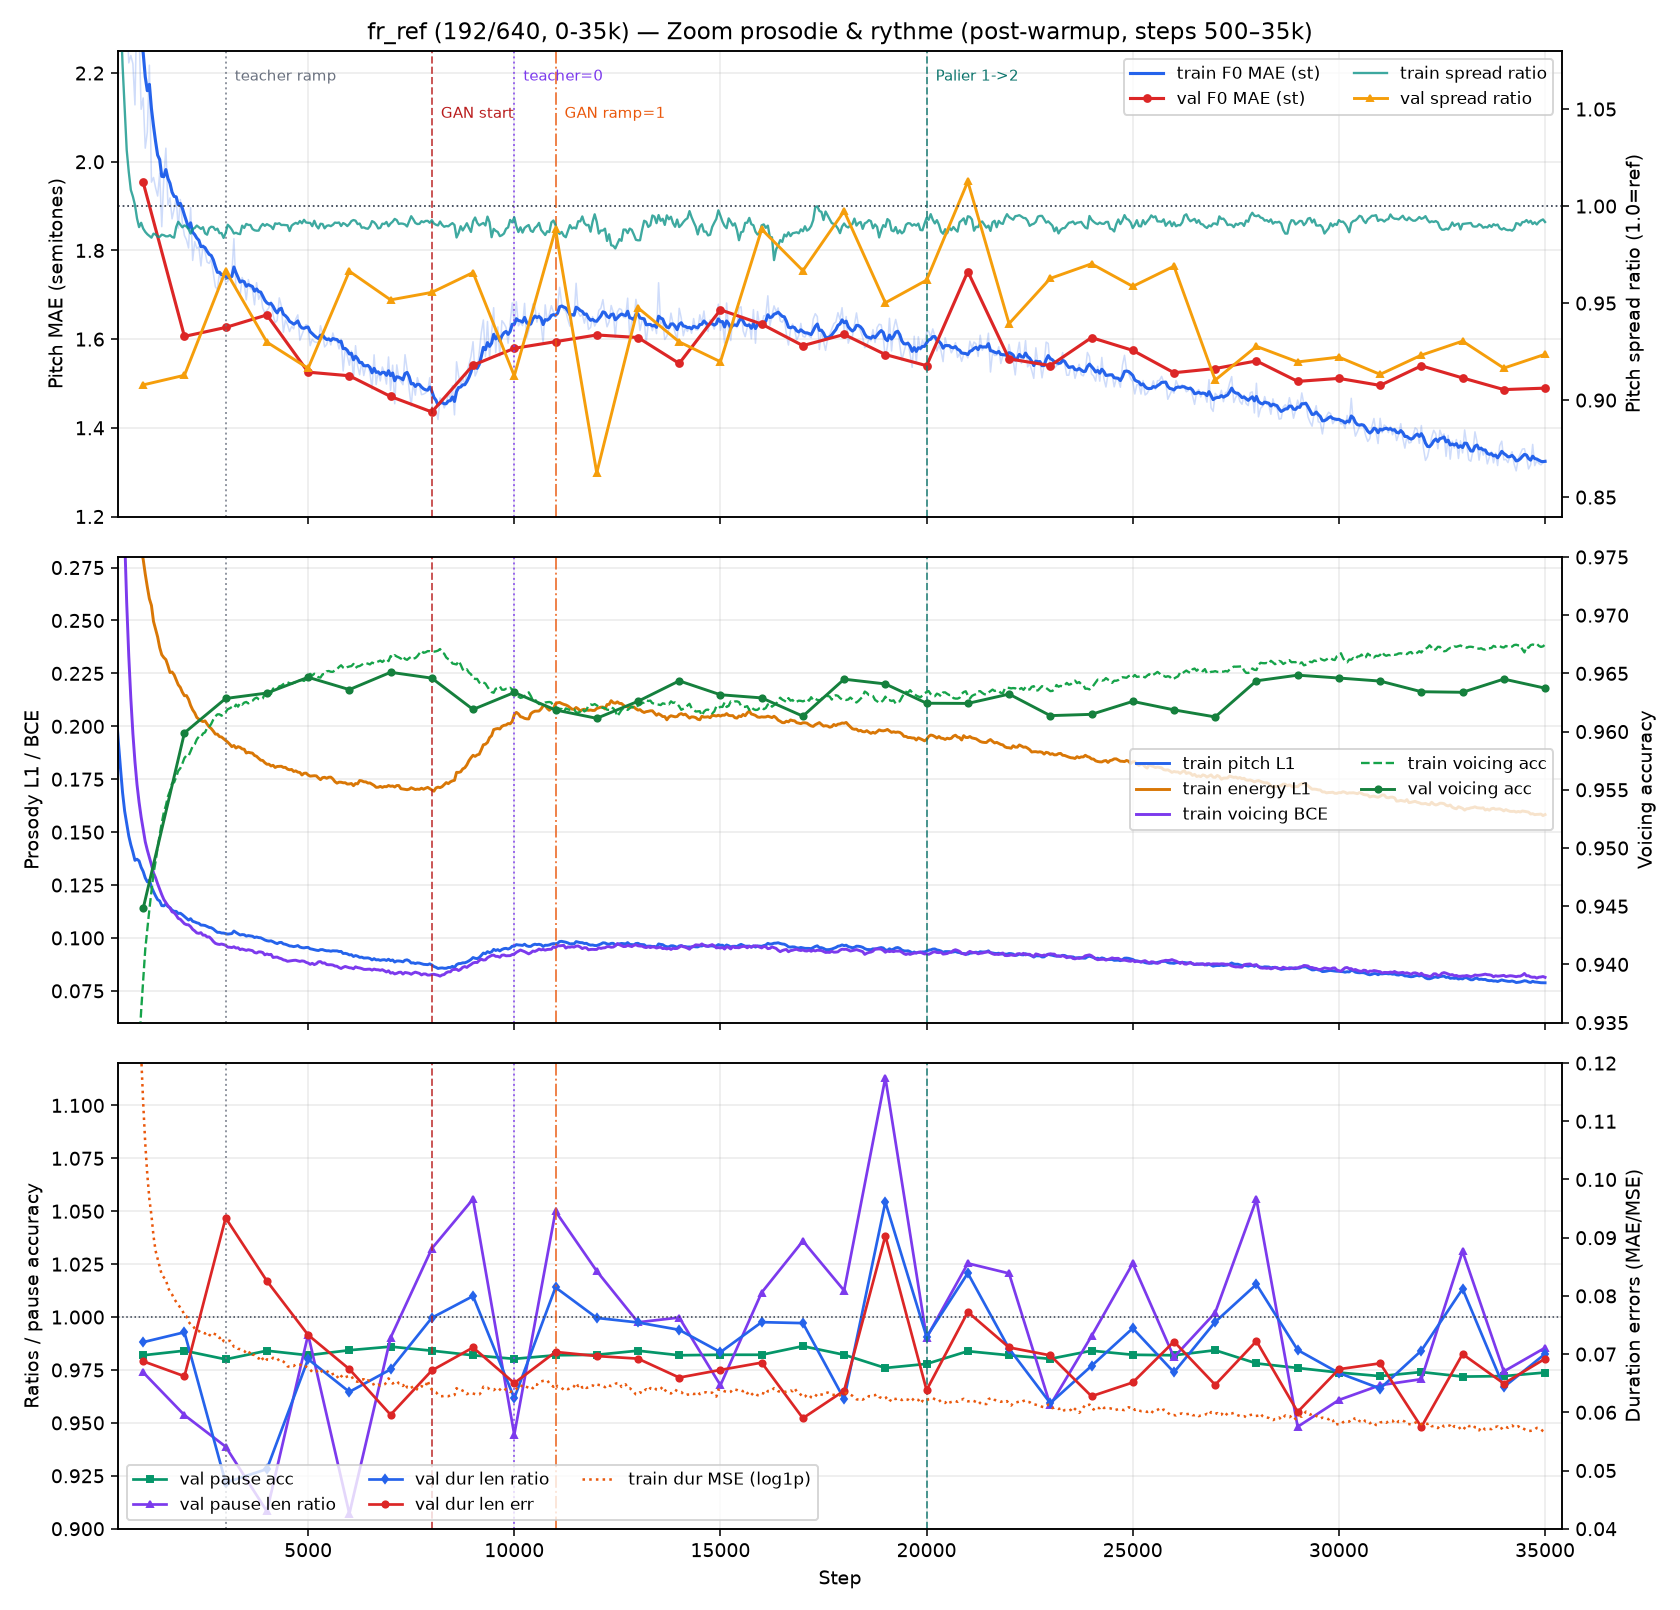 fr_ref (192/640, 0-35k) — Zoom prosodie & rythme (post-warmup, steps 500–35k)
teacher ramp
teacher=0
Palier 1->2
GAN start
GAN ramp=1
train F0 MAE (st)
val F0 MAE (st)
train spread ratio
val spread ratio
Pitch MAE (semitones)
2.2
2.0
1.8
1.6
1.4
1.2
1.05
1.00
0.95
0.90
0.85
Pitch spread ratio (1.0=ref)
Prosody L1 / BCE
0.275
0.250
0.225
0.200
0.175
0.150
0.125
0.100
0.075
train pitch L1
train energy L1
train voicing BCE
train voicing acc
val voicing acc
0.975
0.970
0.965
0.960
0.955
0.950
0.945
0.940
0.935
Voicing accuracy
Ratios / pause accuracy
1.100
1.075
1.050
1.025
1.000
0.975
0.950
0.925
0.900
val pause acc
val pause len ratio
val dur len ratio
val dur len err
train dur MSE (log1p)
0.12
0.11
0.10
0.09
0.08
0.07
0.06
0.05
0.04
Duration errors (MAE/MSE)
5000
10000
15000
20000
25000
30000
35000
Step